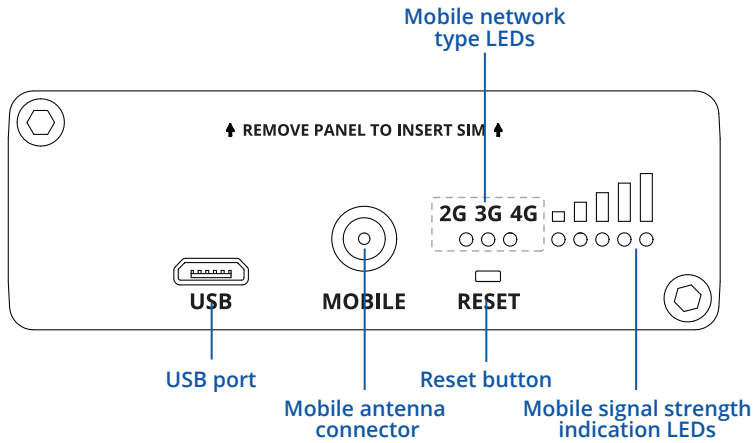 Mobile network
type LEDs
REMOVE PANEL TO INSERT SIM
2G 3G 4G
USB
MOBILE
RESET
USB port
Reset button
Mobile antenna
connector
Mobile signal strength
indication LEDs